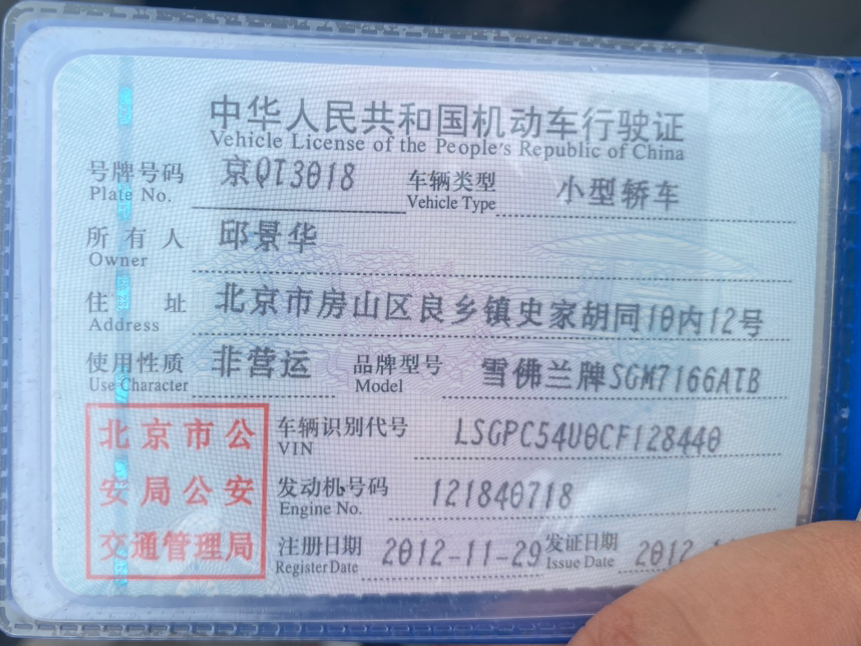 中华人民共和国机动车行驶证
Vehicle License of the People's Republic of China
号牌号码 京QT3018 车辆类型 小型轿车
Plate No. Vehicle Type
所有人 邱景华
Owner
住址 北京市房山区良乡镇史家胡同10内12号
Address
使用性质 非营运 品牌型号 雪佛兰牌SGM7166ATB
Use Character Model
北京市公安局公安交通管理局
车辆识别代号 LSGPC54U0CF128440
VIN
发动机号码 121840718
Engine No.
注册日期 2012-11-29 发证日期 2012
Register Date Issue Date